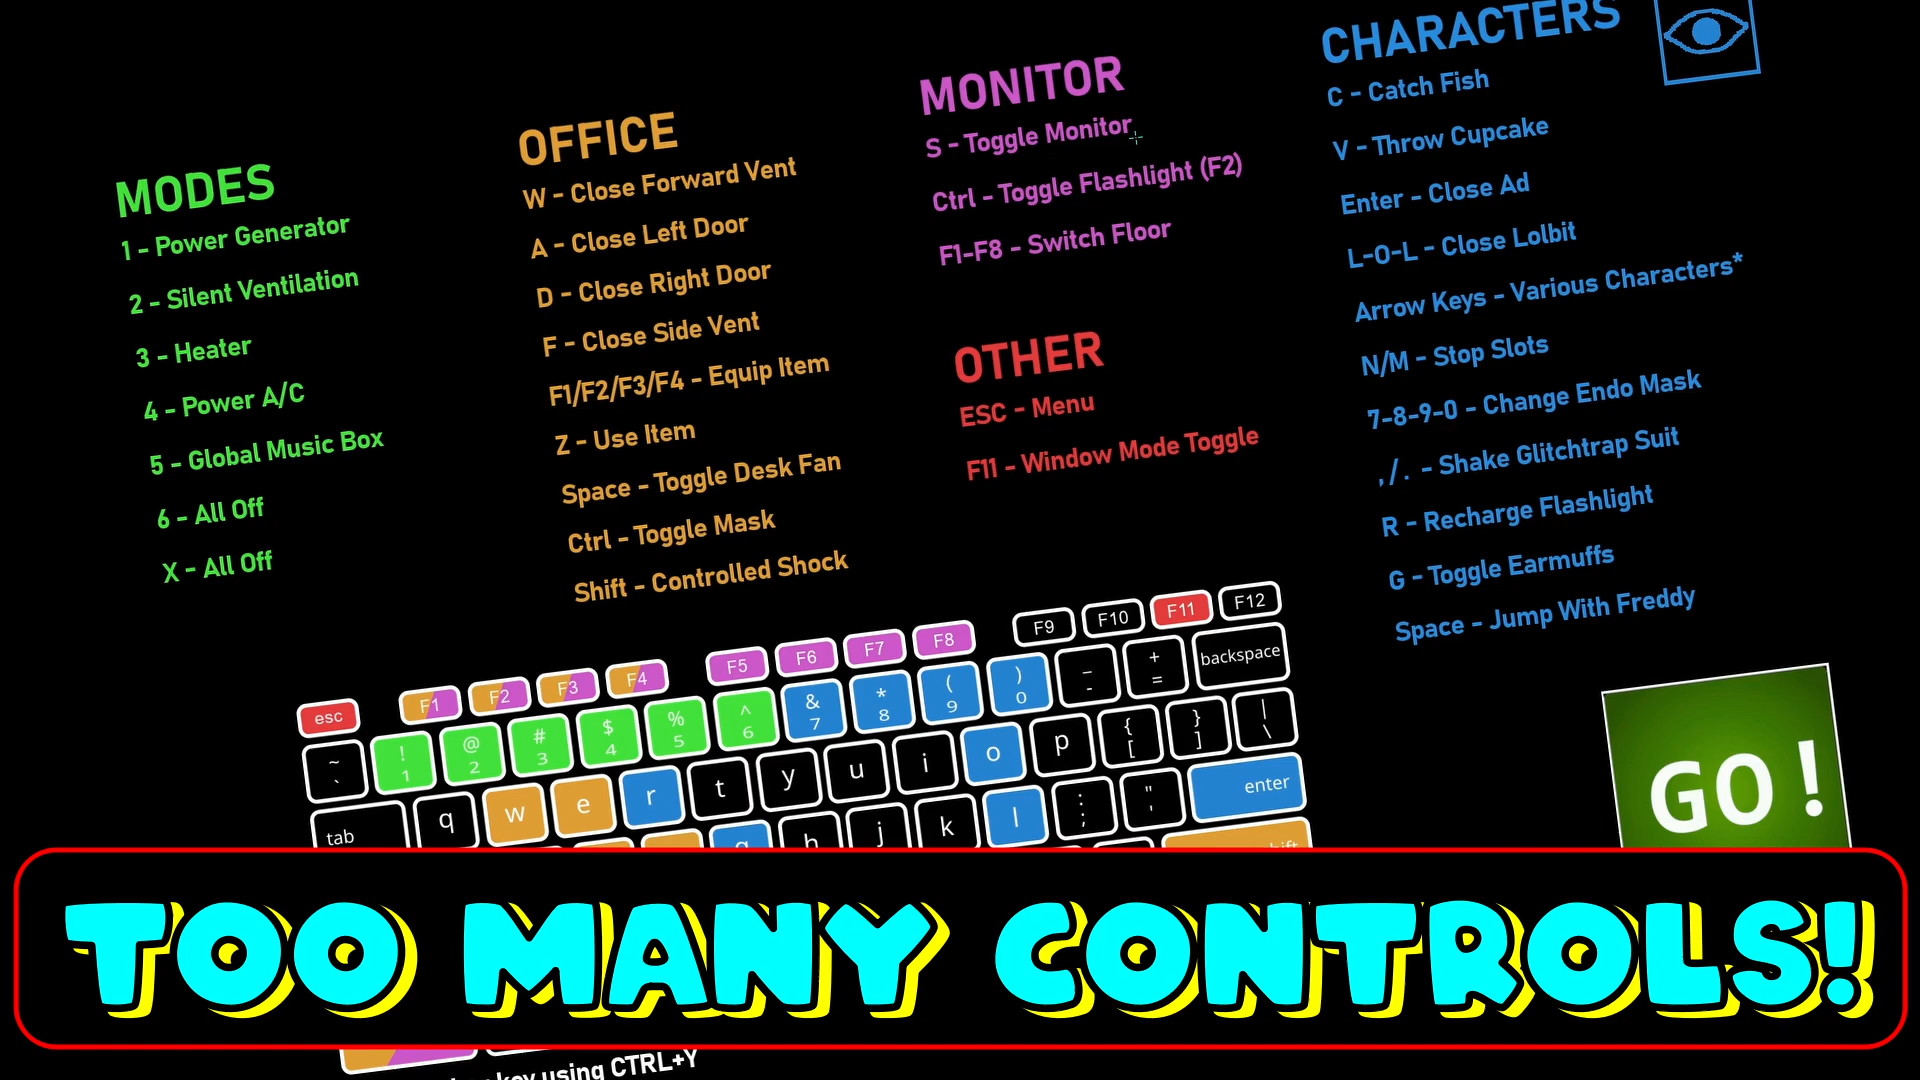 MODES
1 - Power Generator
2 - Silent Ventilation
3 - Heater
4 - Power A/C
5 - Global Music Box
6 - All Off
X - All Off
OFFICE
W - Close Forward Vent
A - Close Left Door
D - Close Right Door
F - Close Side Vent
F1/F2/F3/F4 - Equip Item
Z - Use Item
Space - Toggle Desk Fan
Ctrl - Toggle Mask
Shift - Controlled Shock
MONITOR
S - Toggle Monitor
Ctrl - Toggle Flashlight (F2)
F1-F8 - Switch Floor
OTHER
ESC - Menu
F11 - Window Mode Toggle
CHARACTERS
C - Catch Fish
V - Throw Cupcake
Enter - Close Ad
L-O-L - Close Lolbit
Arrow Keys - Various Characters*
N/M - Stop Slots
7-8-9-0 - Change Endo Mask
, / . - Shake Glitchtrap Suit
R - Recharge Flashlight
G - Toggle Earmuffs
Space - Jump With Freddy
esc F1 F2 F3 F4 F5 F6 F7 F8 F9 F10 F11 F12
~ ! @ # $ % ^ & * ( ) _ +
` 1 2 3 4 5 6 7 8 9 0 - = backspace
tab q w e r t y u i o p { [ } ] | \
g h j k l : ; " ' enter
GO!
TOO MANY CONTROLS!
key using CTRL+Y